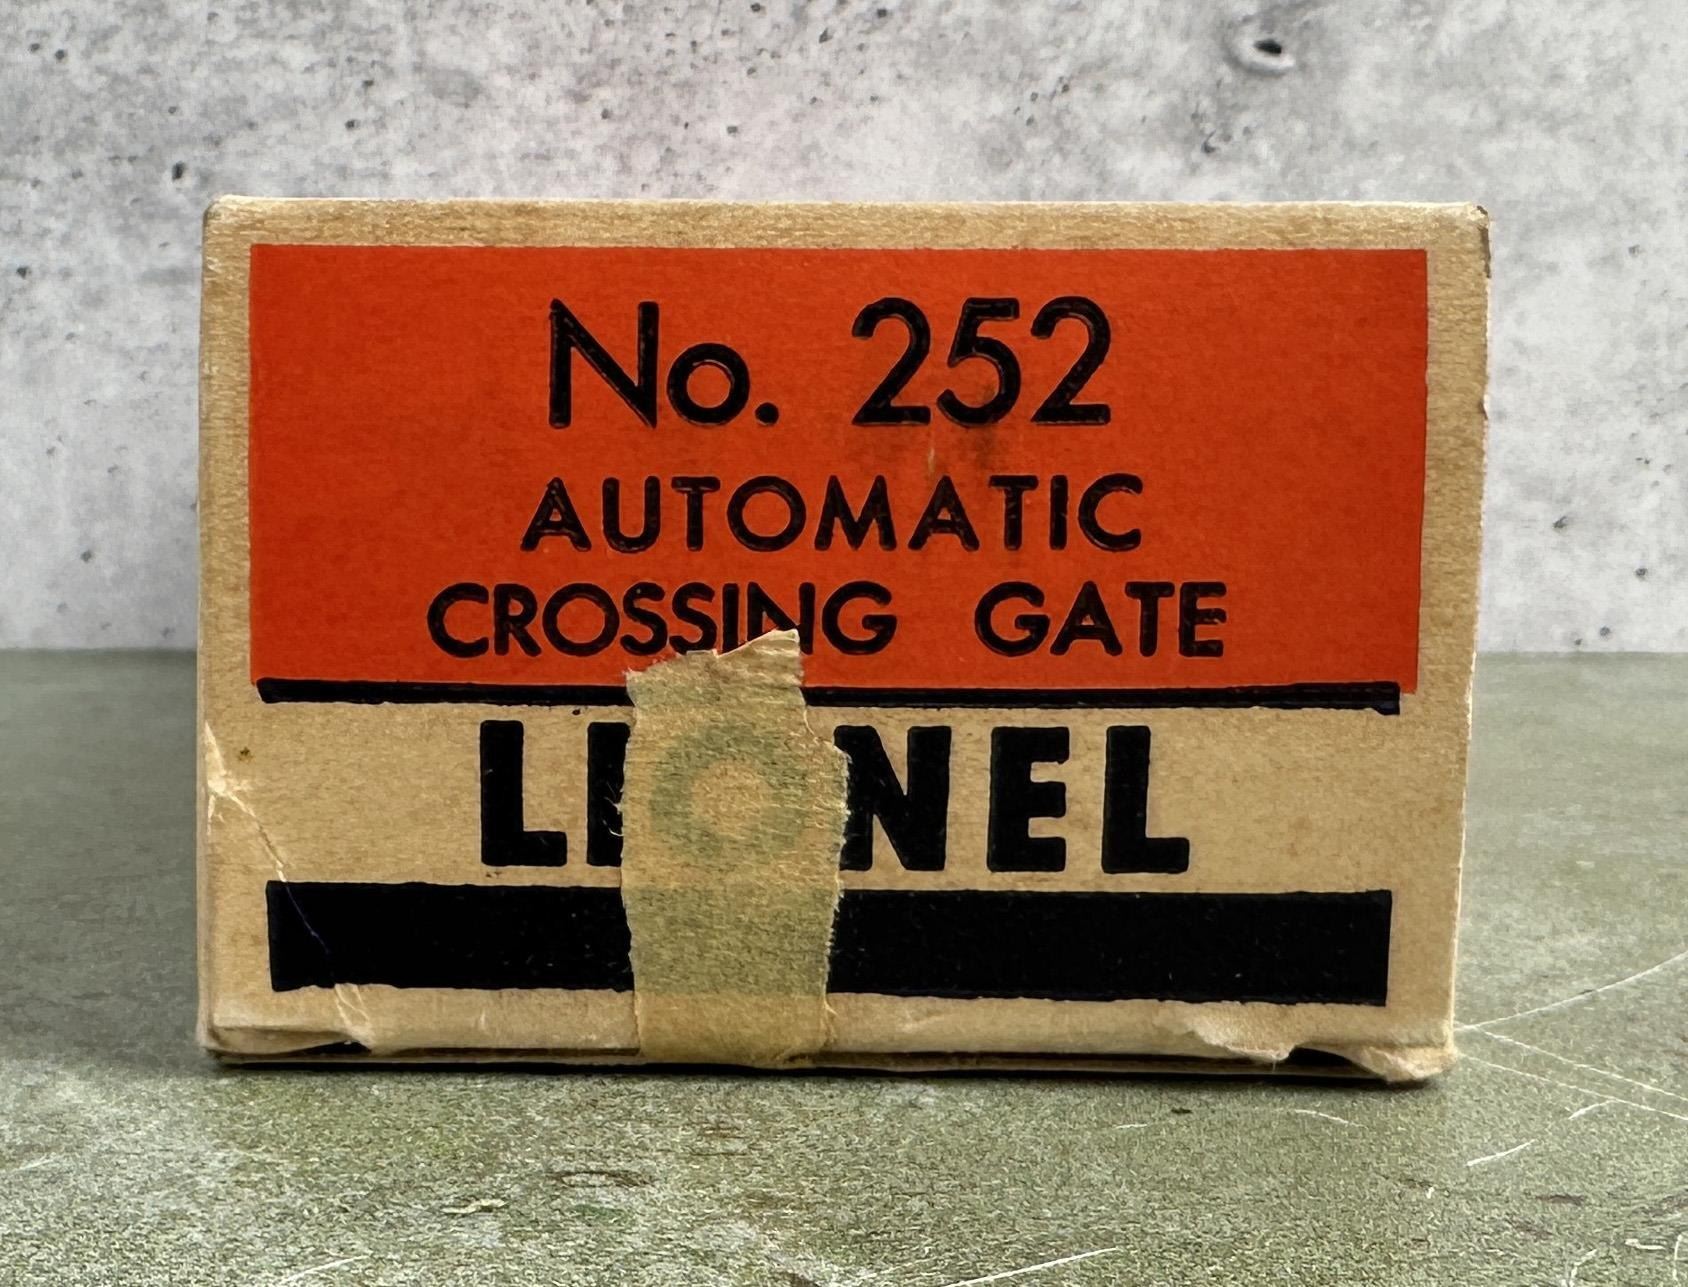 No. 252
AUTOMATIC
CROSSING GATE
LIONEL